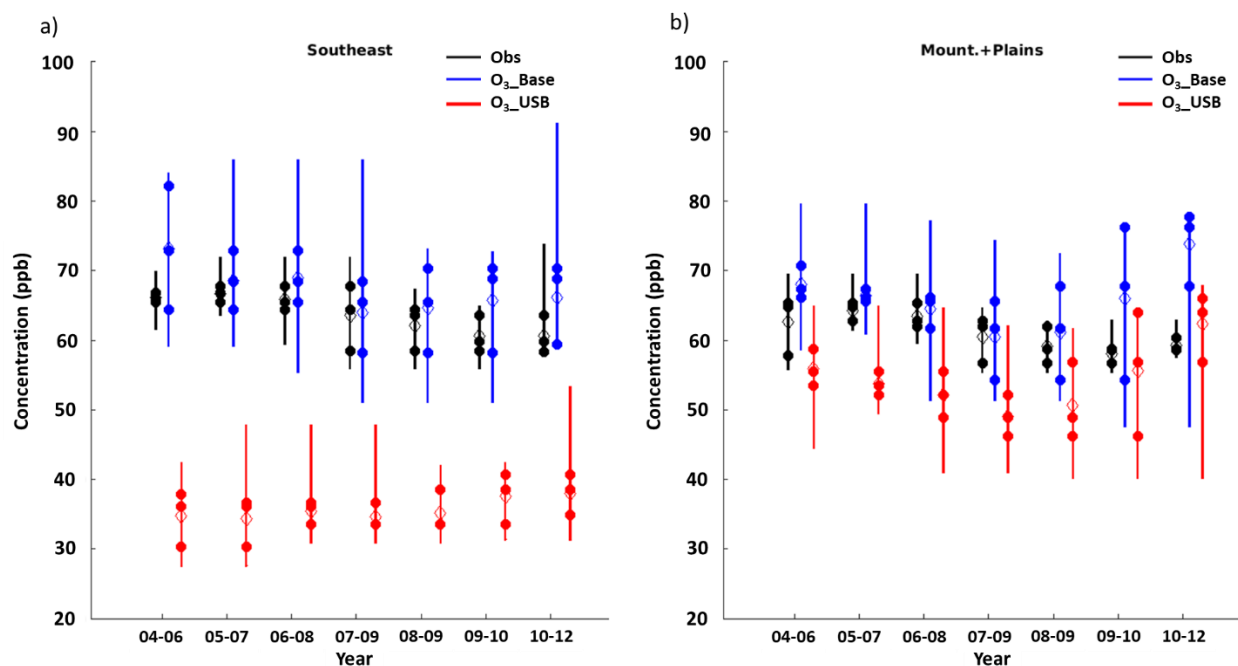 a)
Southeast
Obs
O₃_Base
O₃_USB
100
90
80
70
60
50
40
30
20
Concentration (ppb)
04-06
05-07
06-08
07-09
08-09
09-10
10-12
Year
b)
Mount.+Plains
Obs
O₃_Base
O₃_USB
100
90
80
70
60
50
40
30
20
Concentration (ppb)
04-06
05-07
06-08
07-09
08-09
09-10
10-12
Year